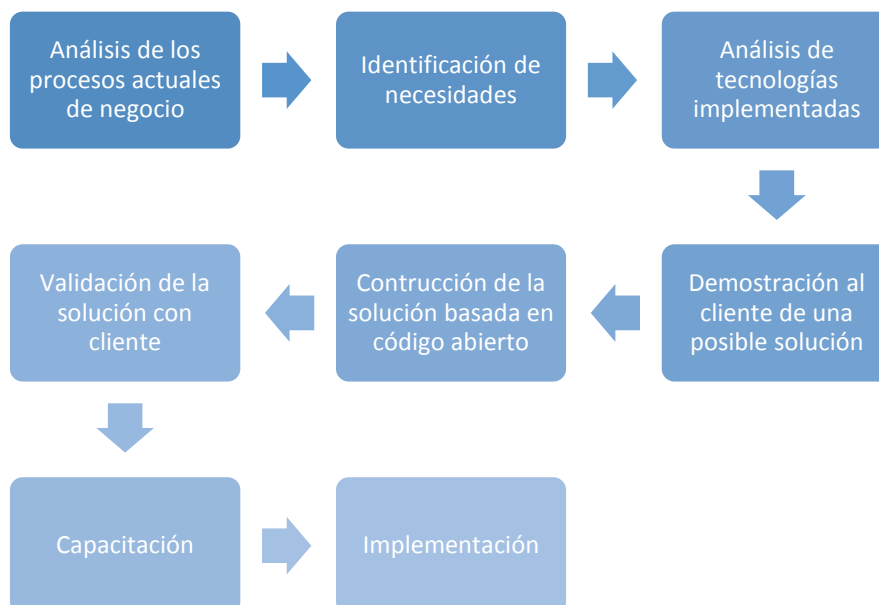 Análisis de los
procesos actuales
de negocio
Identificación de
necesidades
Análisis de
tecnologías
implementadas
Demostración al
cliente de una
posible solución
Contrucción de la
solución basada en
código abierto
Validación de la
solución con
cliente
Capacitación
Implementación